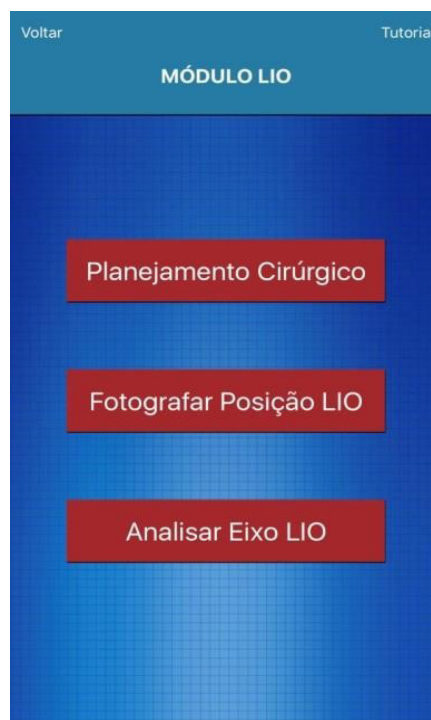 Voltar
Tutoria
MÓDULO LIO
Planejamento Cirúrgico
Fotografar Posição LIO
Analisar Eixo LIO